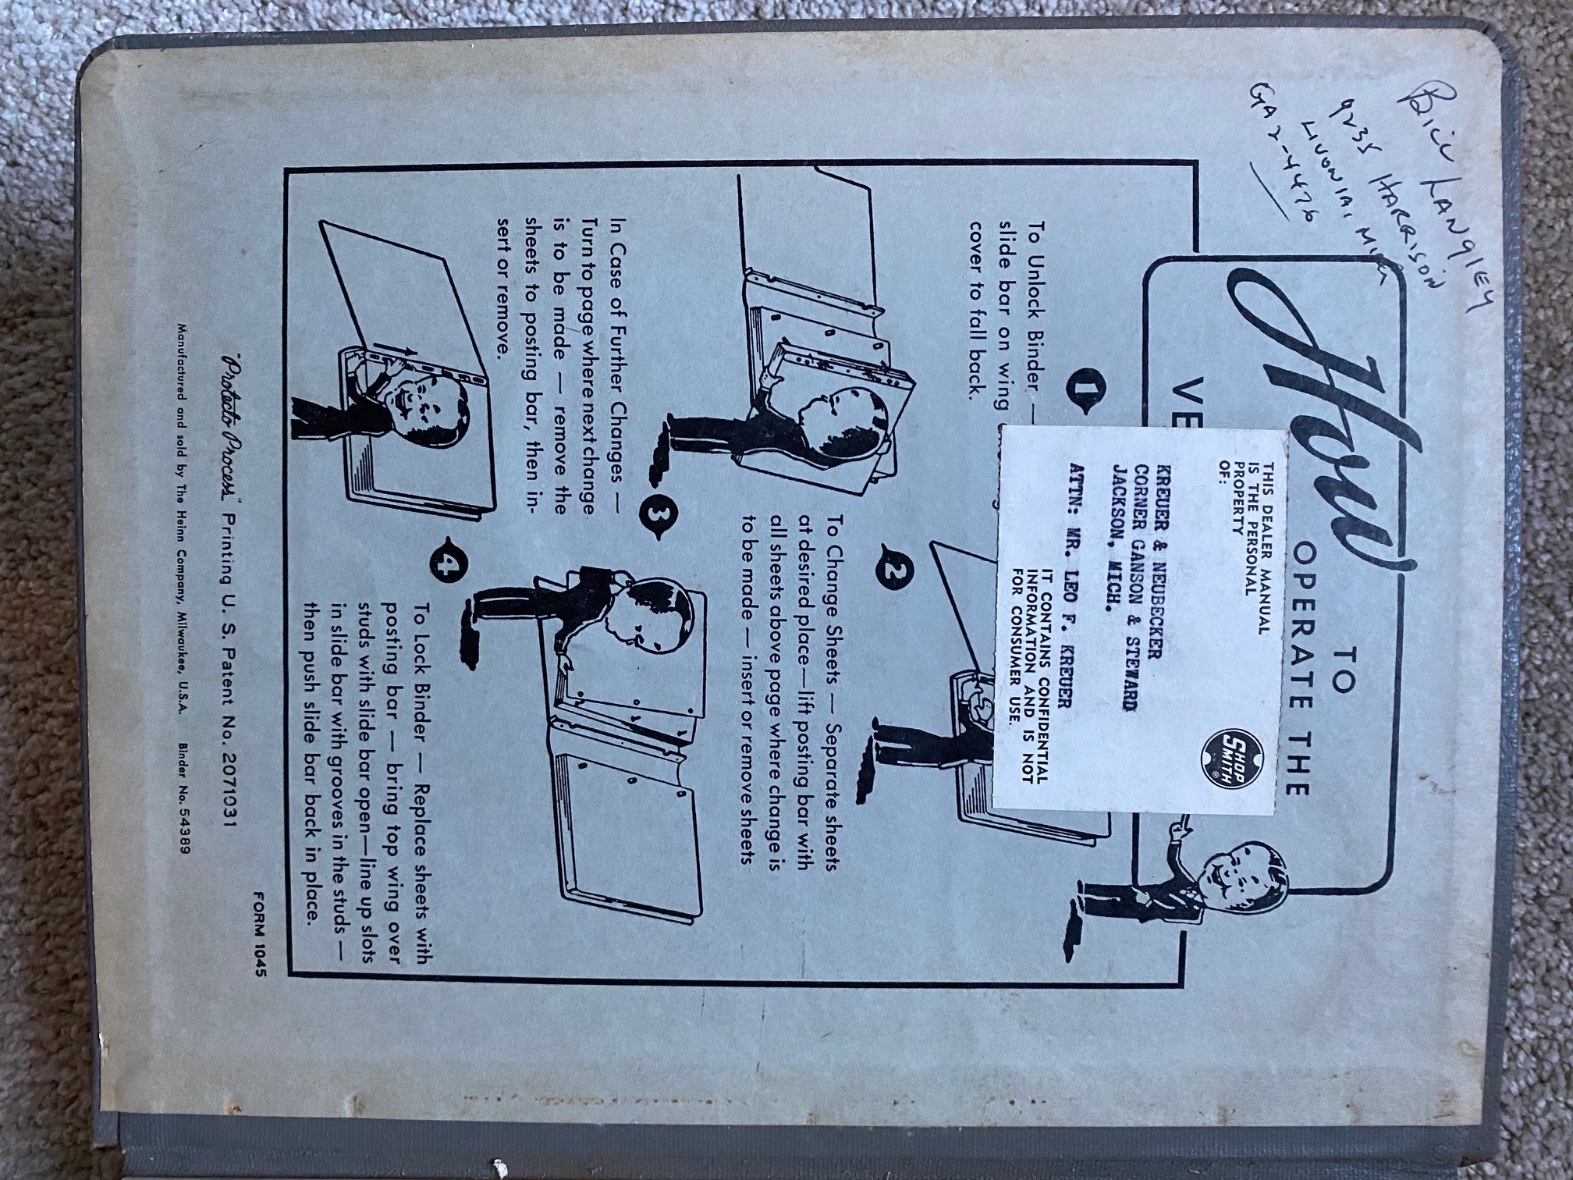 Bill Langley
9235 Harrison
Livonia, Mich
GA 2-4476
How
TO
OPERATE THE
VE
THIS DEALER MANUAL
IS THE PERSONAL
PROPERTY
OF:
SHOP
SMITH
®
KREUER & NEUBECKER
CORNER GANSON & STEWARD
JACKSON, MICH.
ATTN: MR. LEO F. KREUER
IT CONTAINS CONFIDENTIAL
INFORMATION AND IS NOT
FOR CONSUMER USE.
1
To Unlock Binder —
slide bar on wing
cover to fall back.
2
To Change Sheets — Separate sheets
at desired place—lift posting bar with
all sheets above page where change is
to be made — insert or remove sheets
3
In Case of Further Changes —
Turn to page where next change
is to be made — remove the
sheets to posting bar, then in-
sert or remove.
4
To Lock Binder — Replace sheets with
posting bar — bring top wing over
studs with slide bar open—line up slots
in slide bar with grooves in the studs —
then push slide bar back in place.
FORM 1045
"Protecto Process" Printing U. S. Patent No. 2071031
Manufactured and sold by The Heinn Company, Milwaukee, U.S.A. Binder No. 54389